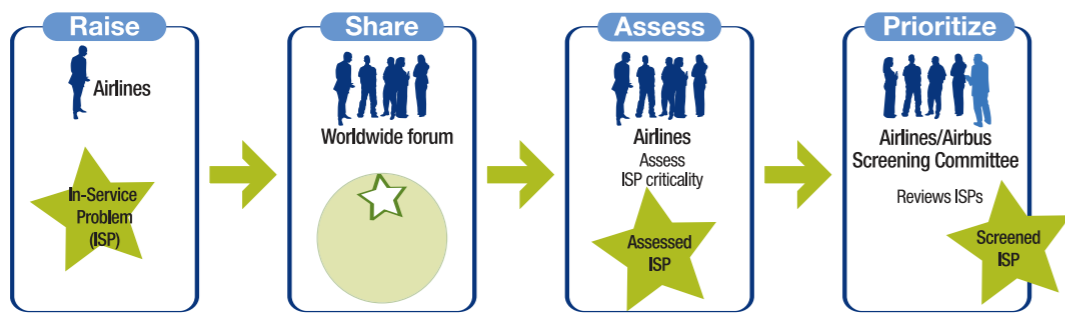 Raise
Airlines
In-Service
Problem
(ISP)
Share
Worldwide forum
Assess
Airlines
Assess
ISP criticality
Assessed
ISP
Prioritize
Airlines/Airbus
Screening Committee
Reviews ISPs
Screened
ISP